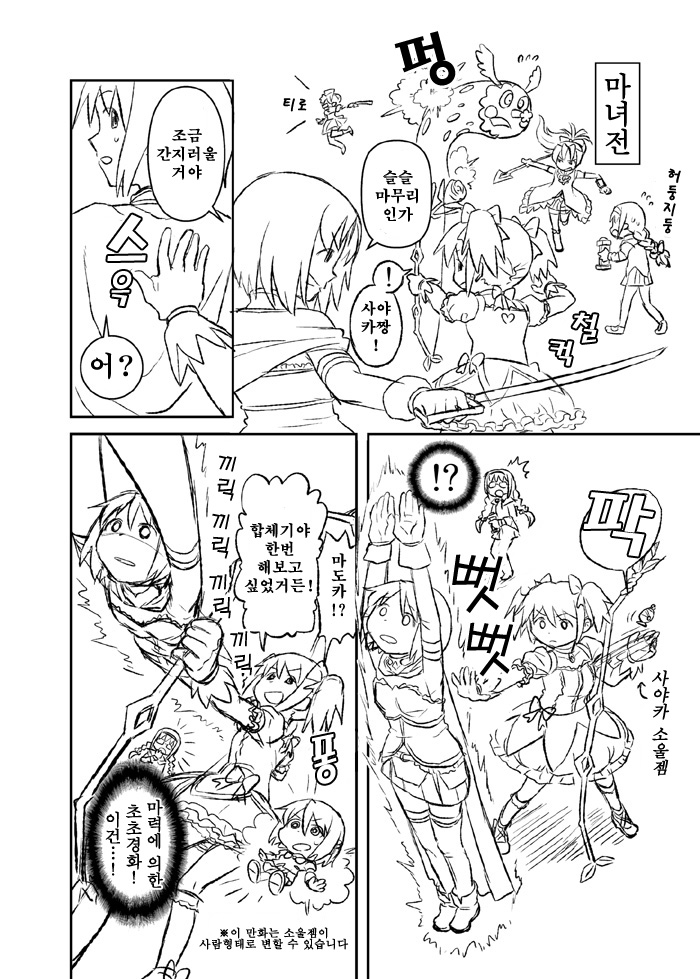 마녀전
펑
티로
허둥지둥
슬슬
마무리
인가
!
사야
카짱
!
철
컥
조금
간지러울
거야
스
윽
어?
!?
팍
뻣
뻣
사야카 소울젬
마도카!?
합체기야
한번
해보고
싶었거든!
끼릭 끼릭 끼릭 끼릭
퐁
마력에 의한
초초경화!
이건…!
※이 만화는 소울젬이
사람형태로 변할 수 있습니다